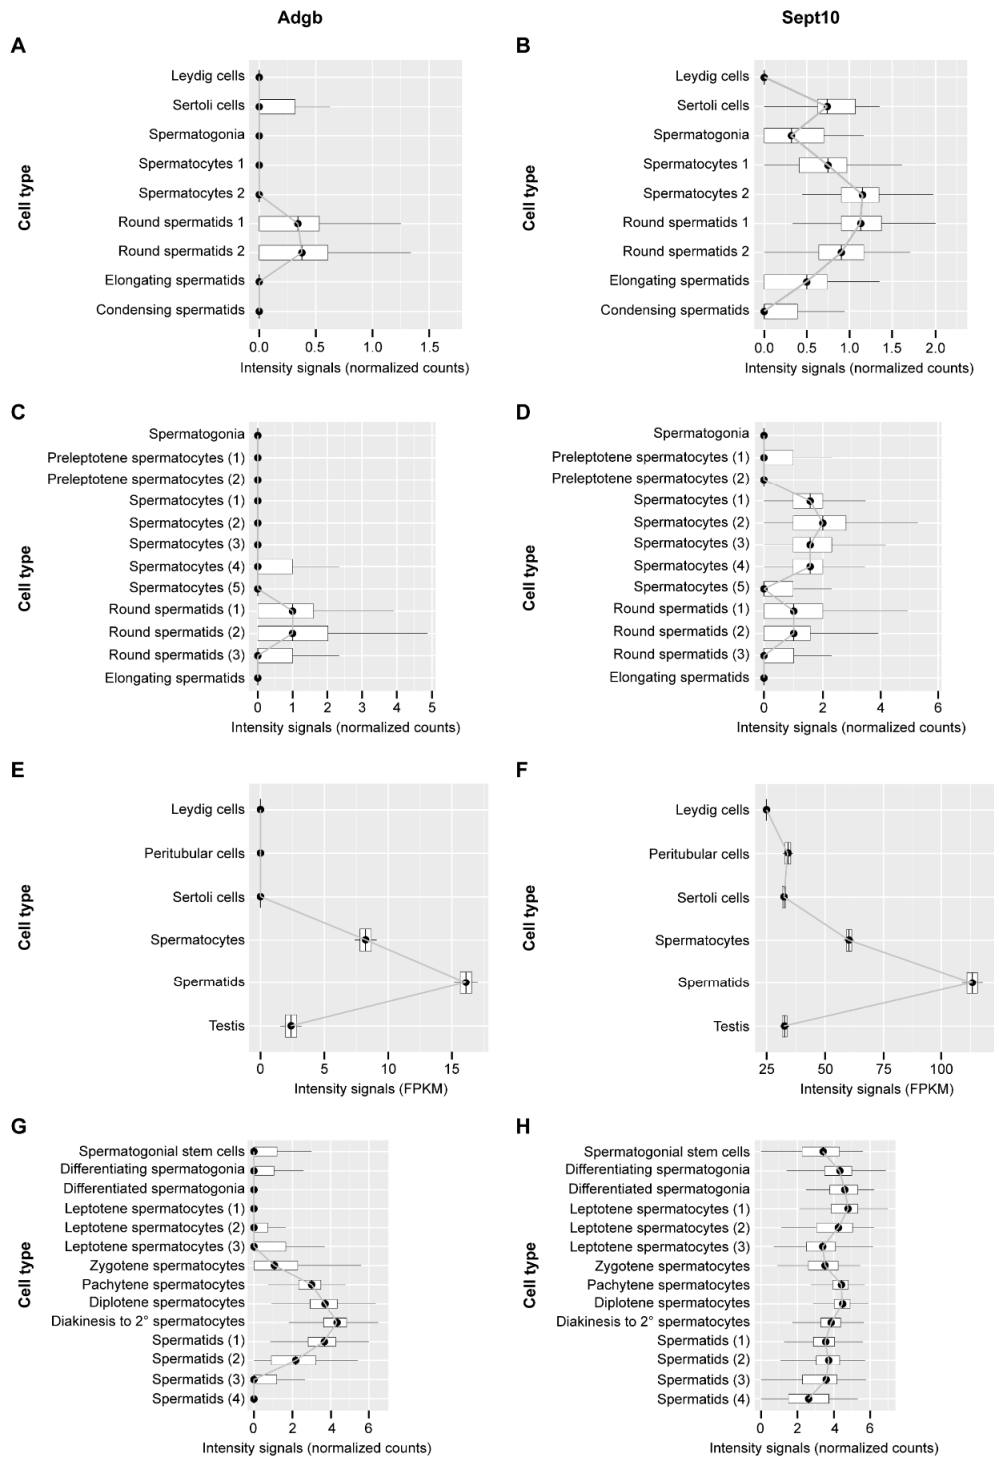 Adgb
Sept10
A
Leydig cells
Sertoli cells
Spermatogonia
Spermatocytes 1
Spermatocytes 2
Round spermatids 1
Round spermatids 2
Elongating spermatids
Condensing spermatids
Cell type
0.0 0.5 1.0 1.5
Intensity signals (normalized counts)
B
Leydig cells
Sertoli cells
Spermatogonia
Spermatocytes 1
Spermatocytes 2
Round spermatids 1
Round spermatids 2
Elongating spermatids
Condensing spermatids
Cell type
0.0 0.5 1.0 1.5 2.0
Intensity signals (normalized counts)
C
Spermatogonia
Preleptotene spermatocytes (1)
Preleptotene spermatocytes (2)
Spermatocytes (1)
Spermatocytes (2)
Spermatocytes (3)
Spermatocytes (4)
Spermatocytes (5)
Round spermatids (1)
Round spermatids (2)
Round spermatids (3)
Elongating spermatids
Cell type
0 1 2 3 4 5
Intensity signals (normalized counts)
D
Spermatogonia
Preleptotene spermatocytes (1)
Preleptotene spermatocytes (2)
Spermatocytes (1)
Spermatocytes (2)
Spermatocytes (3)
Spermatocytes (4)
Spermatocytes (5)
Round spermatids (1)
Round spermatids (2)
Round spermatids (3)
Elongating spermatids
Cell type
0 2 4 6
Intensity signals (normalized counts)
E
Leydig cells
Peritubular cells
Sertoli cells
Spermatocytes
Spermatids
Testis
Cell type
0 5 10 15
Intensity signals (FPKM)
F
Leydig cells
Peritubular cells
Sertoli cells
Spermatocytes
Spermatids
Testis
Cell type
25 50 75 100
Intensity signals (FPKM)
G
Spermatogonial stem cells
Differentiating spermatogonia
Differentiated spermatogonia
Leptotene spermatocytes (1)
Leptotene spermatocytes (2)
Leptotene spermatocytes (3)
Zygotene spermatocytes
Pachytene spermatocytes
Diplotene spermatocytes
Diakinesis to 2° spermatocytes
Spermatids (1)
Spermatids (2)
Spermatids (3)
Spermatids (4)
Cell type
0 2 4 6
Intensity signals (normalized counts)
H
Spermatogonial stem cells
Differentiating spermatogonia
Differentiated spermatogonia
Leptotene spermatocytes (1)
Leptotene spermatocytes (2)
Leptotene spermatocytes (3)
Zygotene spermatocytes
Pachytene spermatocytes
Diplotene spermatocytes
Diakinesis to 2° spermatocytes
Spermatids (1)
Spermatids (2)
Spermatids (3)
Spermatids (4)
Cell type
0 2 4 6
Intensity signals (normalized counts)